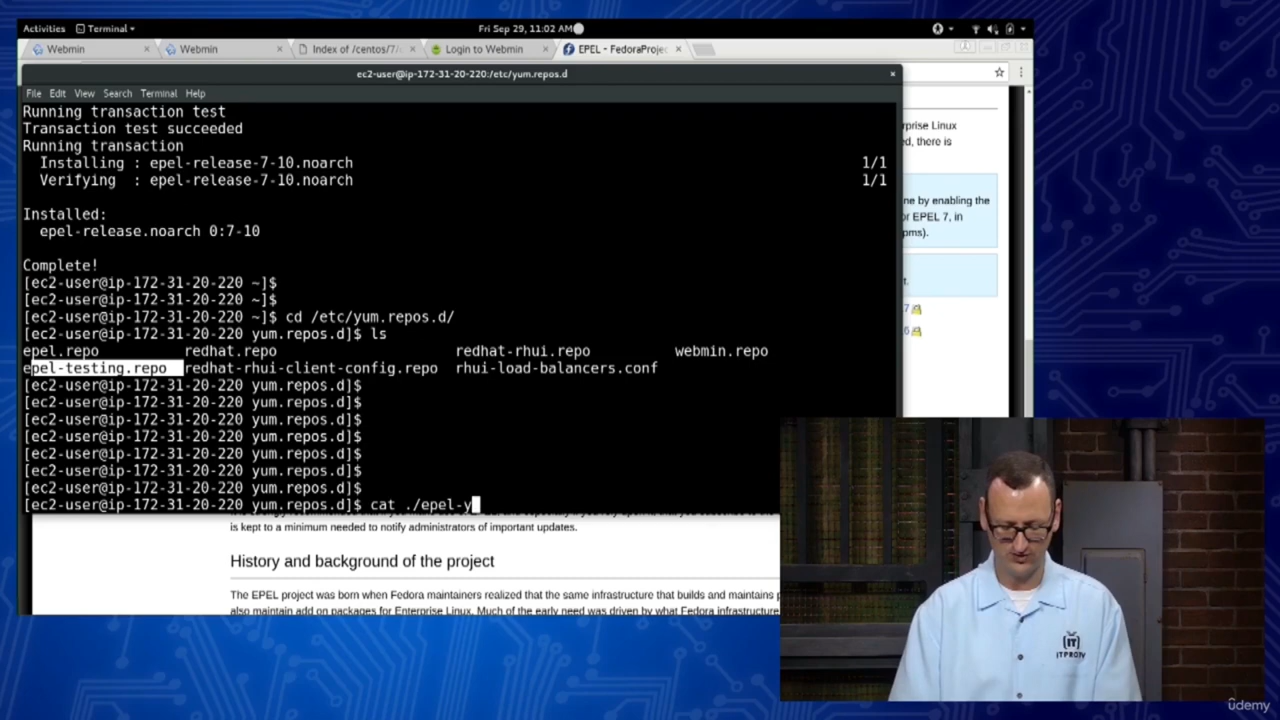 Activities Terminal Fri Sep 29, 11:02 AM
Webmin × Webmin × Index of /centos/7/ × Login to Webmin × EPEL - FedoraProje ×
ec2-user@ip-172-31-20-220:/etc/yum.repos.d ×
File Edit View Search Terminal Help
Running transaction test
Transaction test succeeded
Running transaction
Installing : epel-release-7-10.noarch 1/1
Verifying : epel-release-7-10.noarch 1/1
Installed:
epel-release.noarch 0:7-10
Complete!
[ec2-user@ip-172-31-20-220 ~]$
[ec2-user@ip-172-31-20-220 ~]$
[ec2-user@ip-172-31-20-220 ~]$ cd /etc/yum.repos.d/
[ec2-user@ip-172-31-20-220 yum.repos.d]$ ls
epel.repo redhat.repo redhat-rhui.repo webmin.repo
epel-testing.repo redhat-rhui-client-config.repo rhui-load-balancers.conf
[ec2-user@ip-172-31-20-220 yum.repos.d]$
[ec2-user@ip-172-31-20-220 yum.repos.d]$
[ec2-user@ip-172-31-20-220 yum.repos.d]$
[ec2-user@ip-172-31-20-220 yum.repos.d]$
[ec2-user@ip-172-31-20-220 yum.repos.d]$
[ec2-user@ip-172-31-20-220 yum.repos.d]$
[ec2-user@ip-172-31-20-220 yum.repos.d]$
[ec2-user@ip-172-31-20-220 yum.repos.d]$ cat ./epel-y
rprise Linux
ed, there is
ne by enabling the
or EPEL 7, in
pms).
t.
7
6
is kept to a minimum needed to notify administrators of important updates.
History and background of the project
The EPEL project was born when Fedora maintainers realized that the same infrastructure that builds and maintains p
also maintain add on packages for Enterprise Linux. Much of the early need was driven by what Fedora infrastructure
IT
ITPROTV
ûdemy